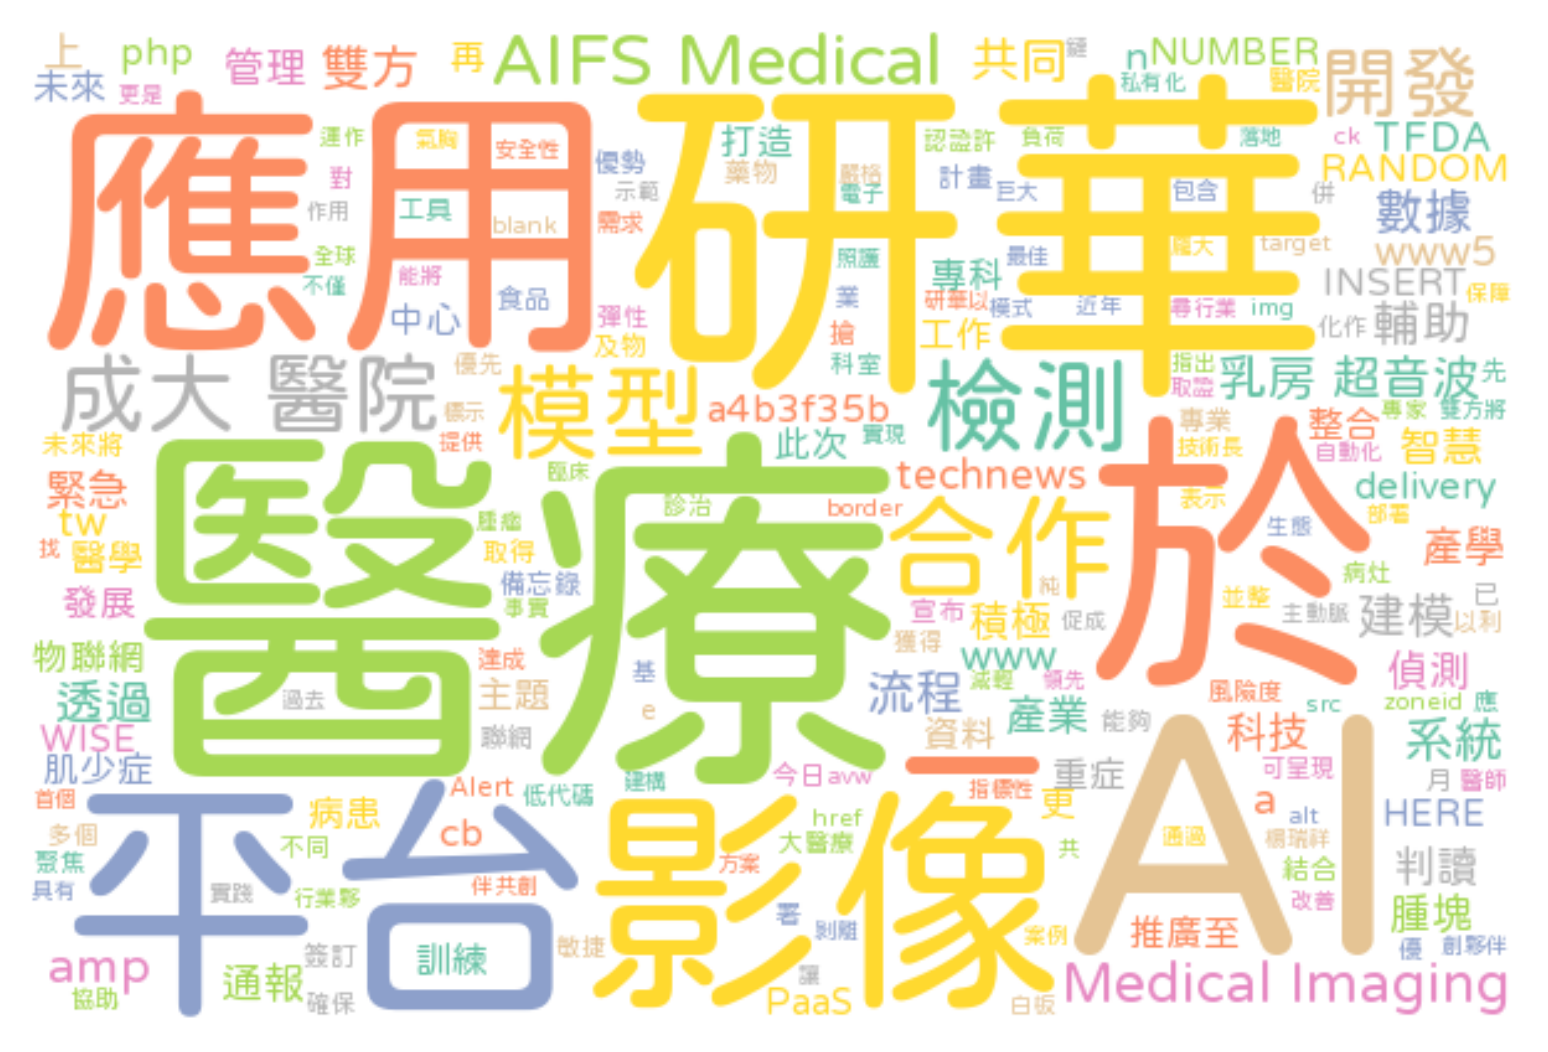 上
php
管理
雙方
再
AIFS Medical
共同
鏈
nNUMBER
開發
未來
更是
私有化
醫院
應用
研華
運作
氣胸
安全性
優勢
打造
認證許
負荷
落地
ck
TFDA
藥物
嚴格
RANDOM
對
示範
電子
計畫
巨大
包含
併
作用
工具
blank
需求
數據
全球
照護
專科
最佳
龐大
target
www5
不僅
能將
食品
業
研華以
模式
近年
尋行業
img
INSERT
保障
中心
彈性
及物
搶
工作
化作
輔助
成大 醫院
優先
模型
科室
檢測
指出
取證
乳房 超音波
先
標示
a4b3f35b
專業
整合
專家
雙方將
未來將
提供
此次
實現
技術長
自動化
智慧
醫療
於
緊急
臨床
technews
delivery
tw
診治
border
表示
部署
腫瘤
合作
生態
找
醫學
取得
產學
備忘錄
純
病灶
發展
事實
宣布
積極
促成
並整
主動脈
建模
已
以利
物聯網
達成
獲得
www
偵測
基
減輕
領先
透過
過去
主題
流程
風險度
src
zoneid
應
e
產業
能夠
WISE
聯網
資料
科技
系統
肌少症
建構
今日avw
一
重症
可呈現
月
醫師
AI
首個
平台
Alert
低代碼
指標性
影像
病患
href
更
a
alt
HERE
多個
cb
大醫療
通過
楊瑞祥
不同
共
聚焦
方案
結合
判讀
具有
實踐
行業夥
伴共創
改善
腫塊
署
剝離
案例
推廣至
優
創夥伴
訓練
敏捷
簽訂
amp
通報
讓
Medical Imaging
協助
確保
PaaS
白板